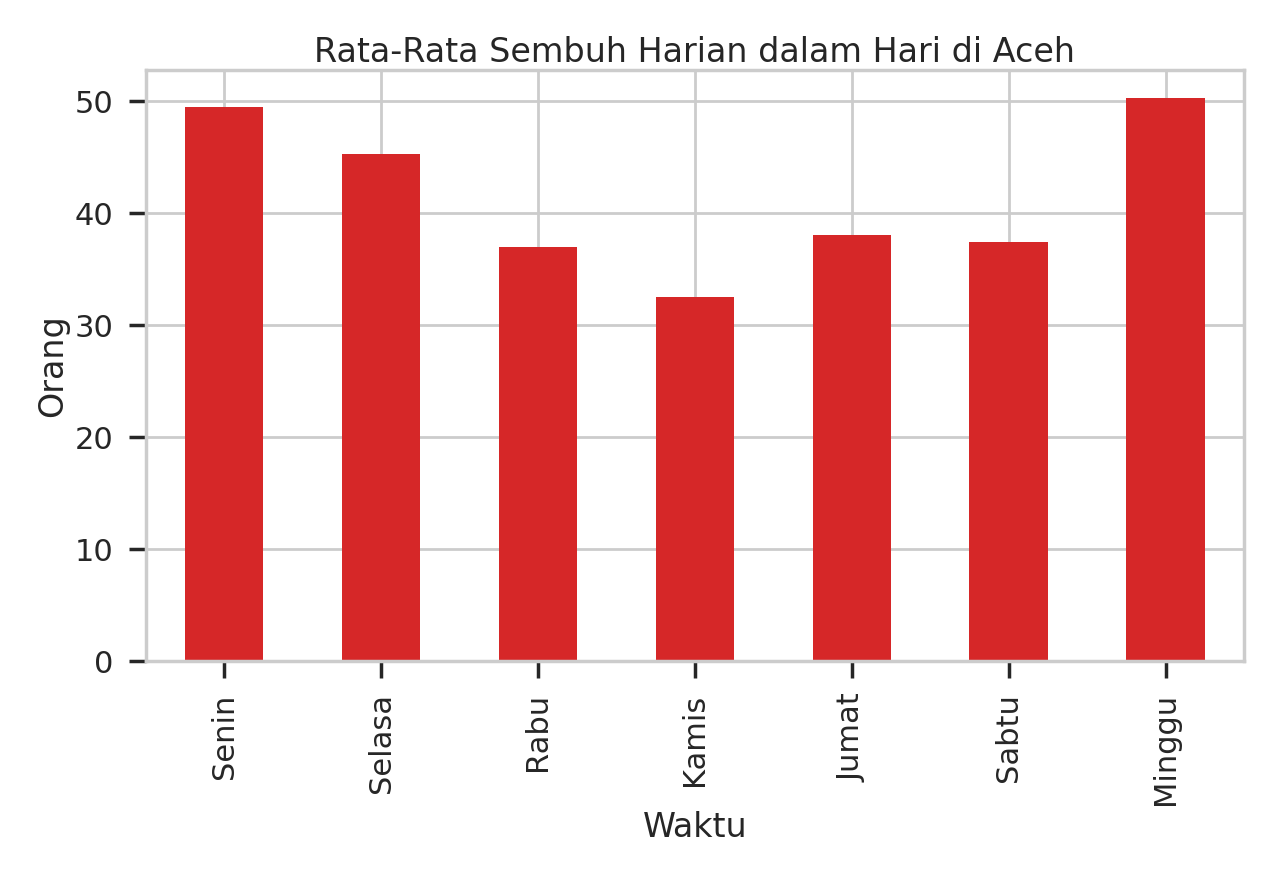 Rata-Rata Sembuh Harian dalam Hari di Aceh
50
40
30
20
10
0
Orang
Senin
Selasa
Rabu
Kamis
Jumat
Sabtu
Minggu
Waktu